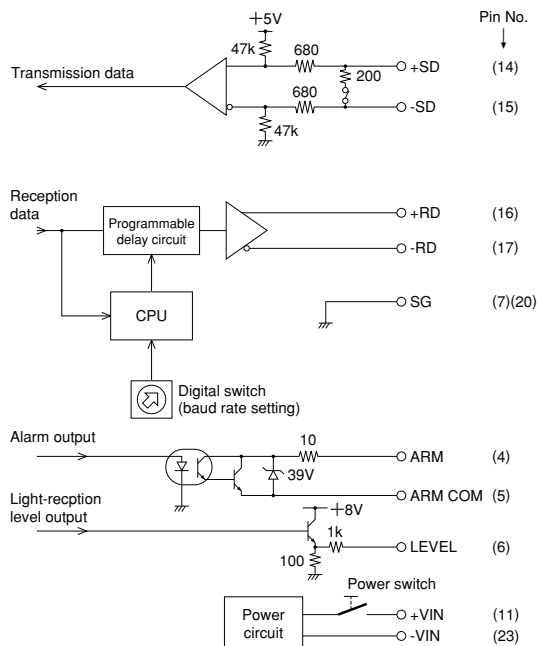 +5V
Pin No.
47k
680
+SD
(14)
Transmission data
200
680
-SD
(15)
47k
Reception
data
Programmable
delay circuit
+RD
(16)
-RD
(17)
CPU
SG
(7)(20)
Digital switch
(baud rate setting)
Alarm output
10
ARM
(4)
39V
ARM COM
(5)
Light-recption
level output
+8V
1k
LEVEL
(6)
100
Power switch
Power
circuit
+VIN
(11)
-VIN
(23)